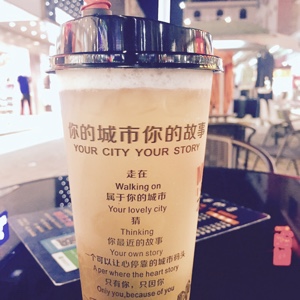 你的城市你的故事
YOUR CITY YOUR STORY
走在
Walking on
属于你的城市
Your lovely city
猜
Thinking
你最近的故事
Your own story
一个可以让心停靠的城市码头
A per where the heart story
只有你，只因你
Only you, because of you